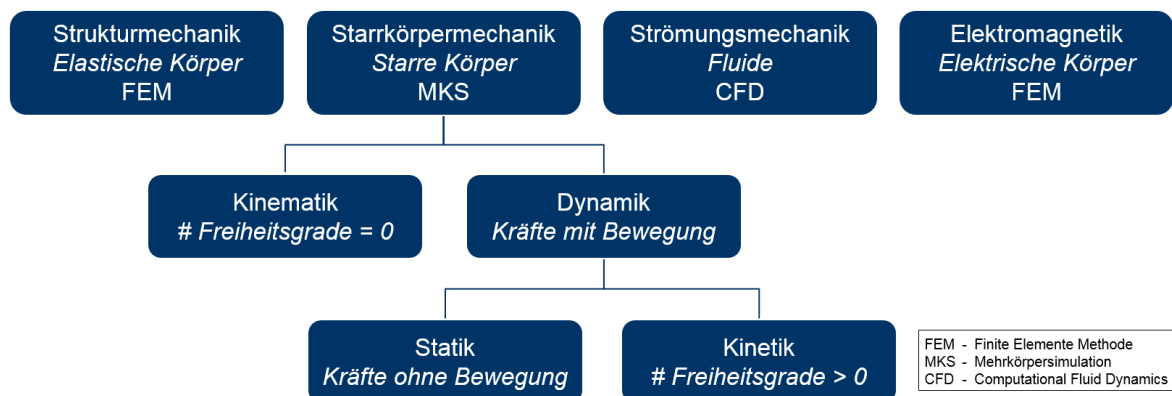 Strukturmechanik
Elastische Körper
FEM
Starrkörpermechanik
Starre Körper
MKS
Strömungsmechanik
Fluide
CFD
Elektromagnetik
Elektrische Körper
FEM
Kinematik
# Freiheitsgrade = 0
Dynamik
Kräfte mit Bewegung
Statik
Kräfte ohne Bewegung
Kinetik
# Freiheitsgrade > 0
FEM - Finite Elemente Methode
MKS - Mehrkörpersimulation
CFD - Computational Fluid Dynamics